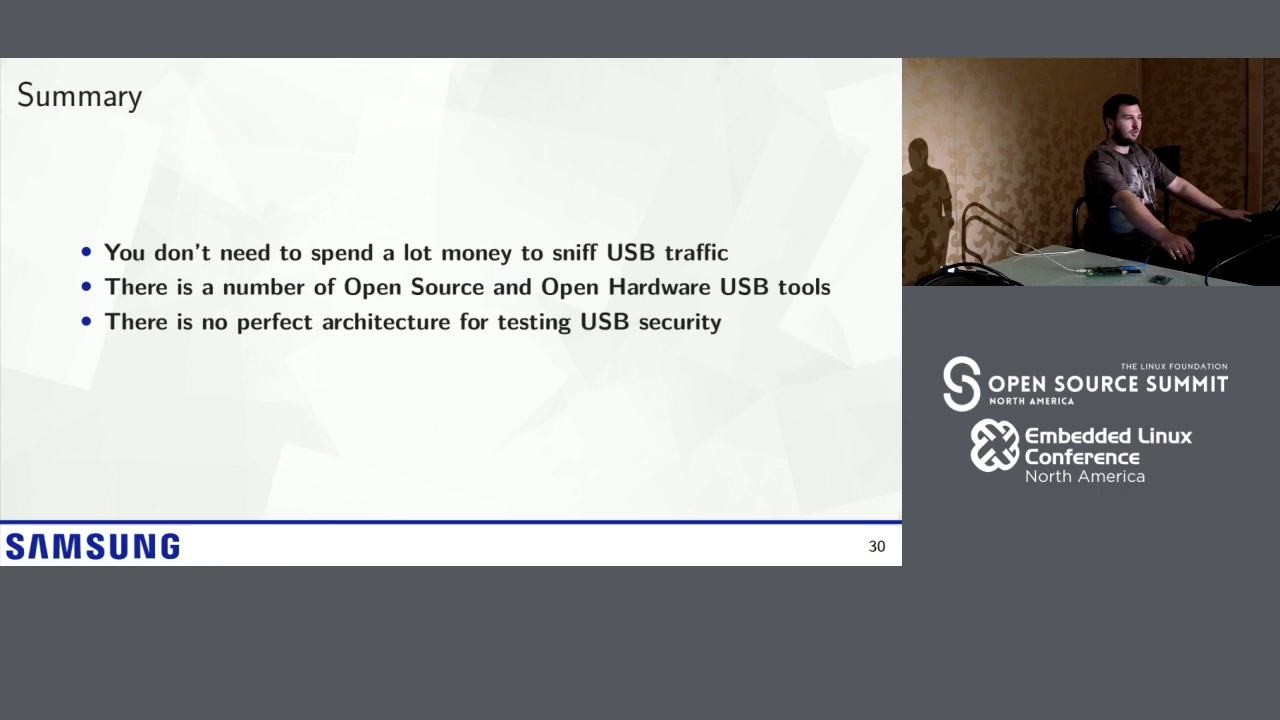 Summary
You don't need to spend a lot money to sniff USB traffic
There is a number of Open Source and Open Hardware USB tools
There is no perfect architecture for testing USB security
SAMSUNG
30
THE LINUX FOUNDATION
OPEN SOURCE SUMMIT
NORTH AMERICA
Embedded Linux
Conference
North America